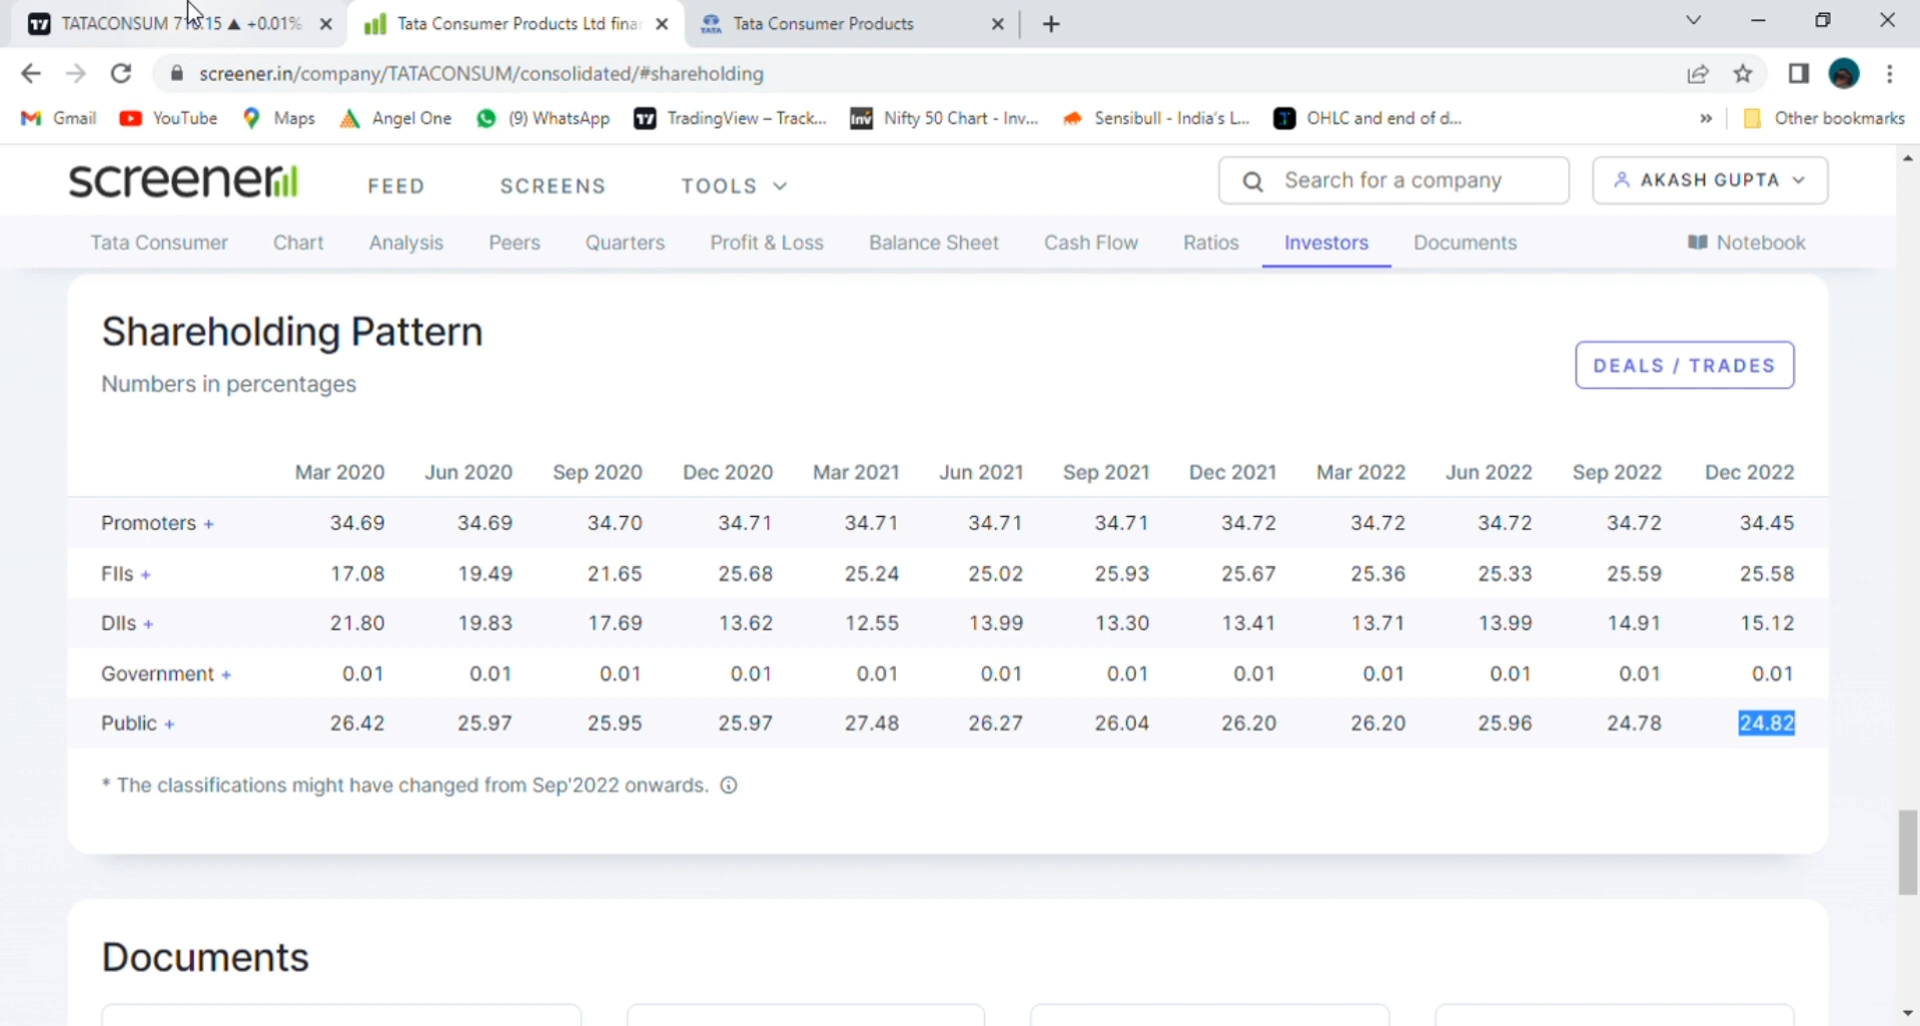 TATACONSUM 7 .15 ▲ +0.01%
Tata Consumer Products Ltd finar
Tata Consumer Products
screener.in/company/TATACONSUM/consolidated/#shareholding
Gmail YouTube Maps Angel One (9) WhatsApp TradingView – Track... Nifty 50 Chart - Inv... Sensibull - India's L... OHLC and end of d... » Other bookmarks
screener FEED SCREENS TOOLS Search for a company AKASH GUPTA
Tata Consumer Chart Analysis Peers Quarters Profit & Loss Balance Sheet Cash Flow Ratios Investors Documents Notebook
Shareholding Pattern
DEALS / TRADES
Numbers in percentages
Mar 2020 Jun 2020 Sep 2020 Dec 2020 Mar 2021 Jun 2021 Sep 2021 Dec 2021 Mar 2022 Jun 2022 Sep 2022 Dec 2022
Promoters + 34.69 34.69 34.70 34.71 34.71 34.71 34.71 34.72 34.72 34.72 34.72 34.45
FIIs + 17.08 19.49 21.65 25.68 25.24 25.02 25.93 25.67 25.36 25.33 25.59 25.58
DIIs + 21.80 19.83 17.69 13.62 12.55 13.99 13.30 13.41 13.71 13.99 14.91 15.12
Government + 0.01 0.01 0.01 0.01 0.01 0.01 0.01 0.01 0.01 0.01 0.01 0.01
Public + 26.42 25.97 25.95 25.97 27.48 26.27 26.04 26.20 26.20 25.96 24.78 24.82
* The classifications might have changed from Sep'2022 onwards.
Documents